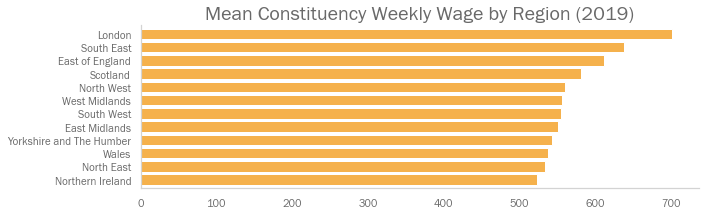 Mean Constituency Weekly Wage by Region (2019)
London
South East
East of England
Scotland
North West
West Midlands
South West
East Midlands
Yorkshire and The Humber
Wales
North East
Northern Ireland
0 100 200 300 400 500 600 700